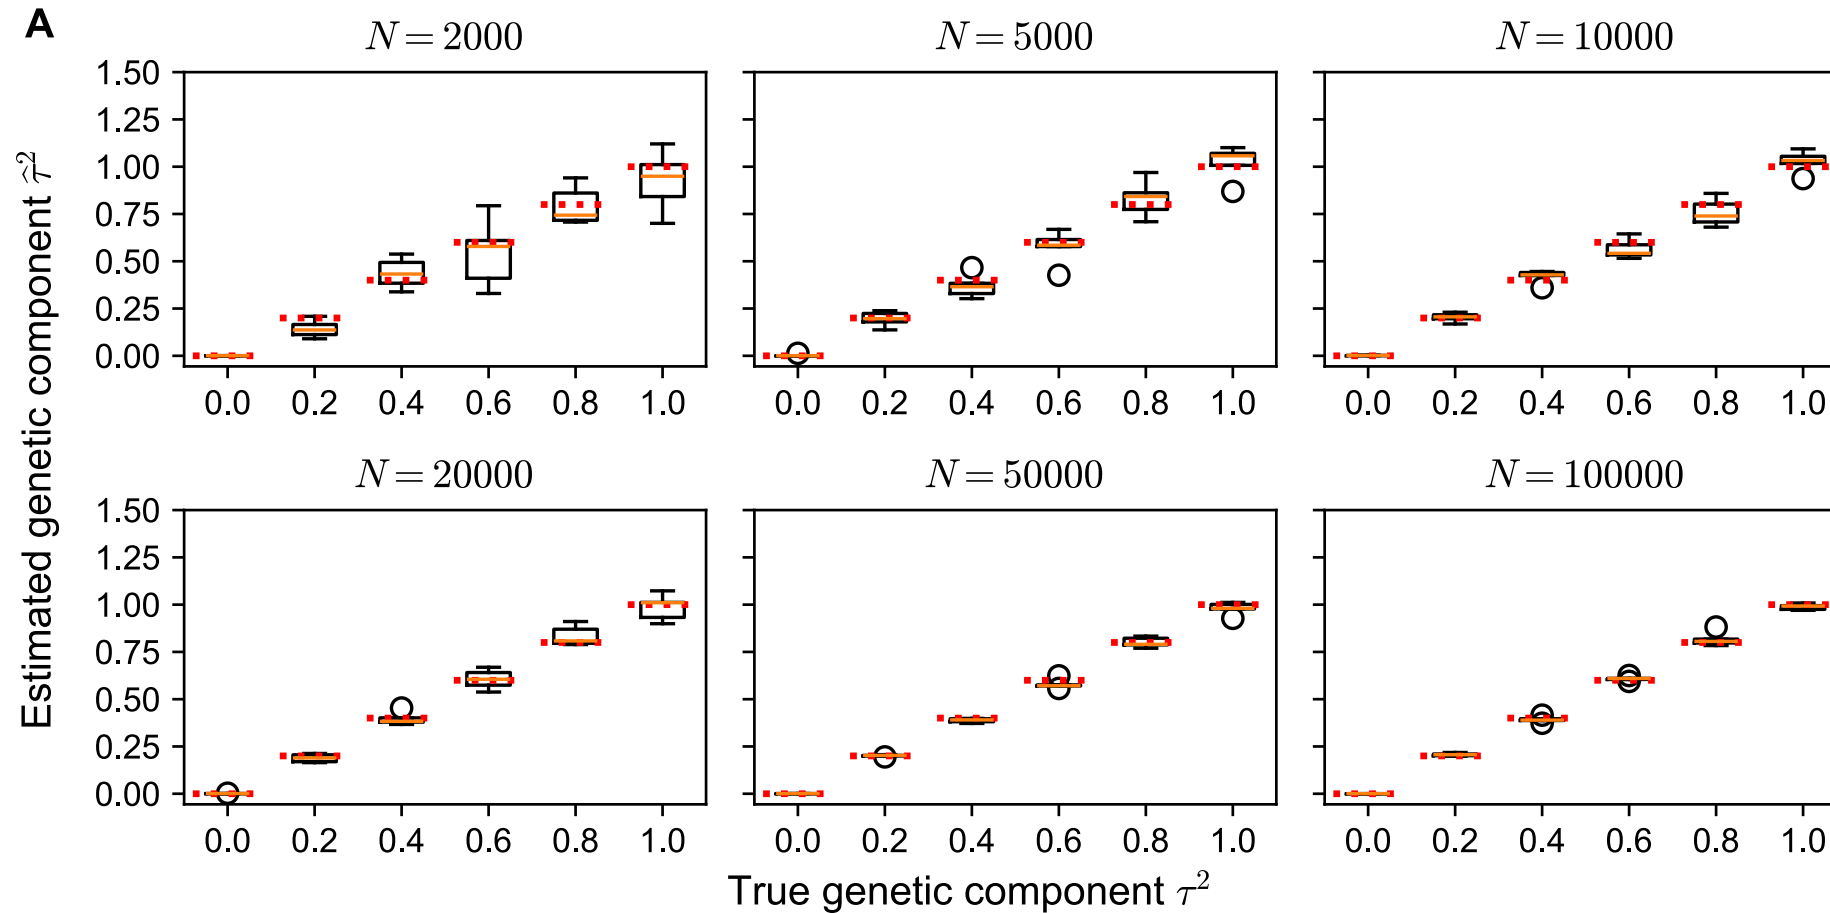 A
N = 2000
N = 5000
N = 10000
1.50
1.25
1.00
0.75
0.50
0.25
0.00
0.0 0.2 0.4 0.6 0.8 1.0
0.0 0.2 0.4 0.6 0.8 1.0
0.0 0.2 0.4 0.6 0.8 1.0
Estimated genetic component τ̂²
N = 20000
N = 50000
N = 100000
1.50
1.25
1.00
0.75
0.50
0.25
0.00
0.0 0.2 0.4 0.6 0.8 1.0
0.0 0.2 0.4 0.6 0.8 1.0
0.0 0.2 0.4 0.6 0.8 1.0
True genetic component τ²